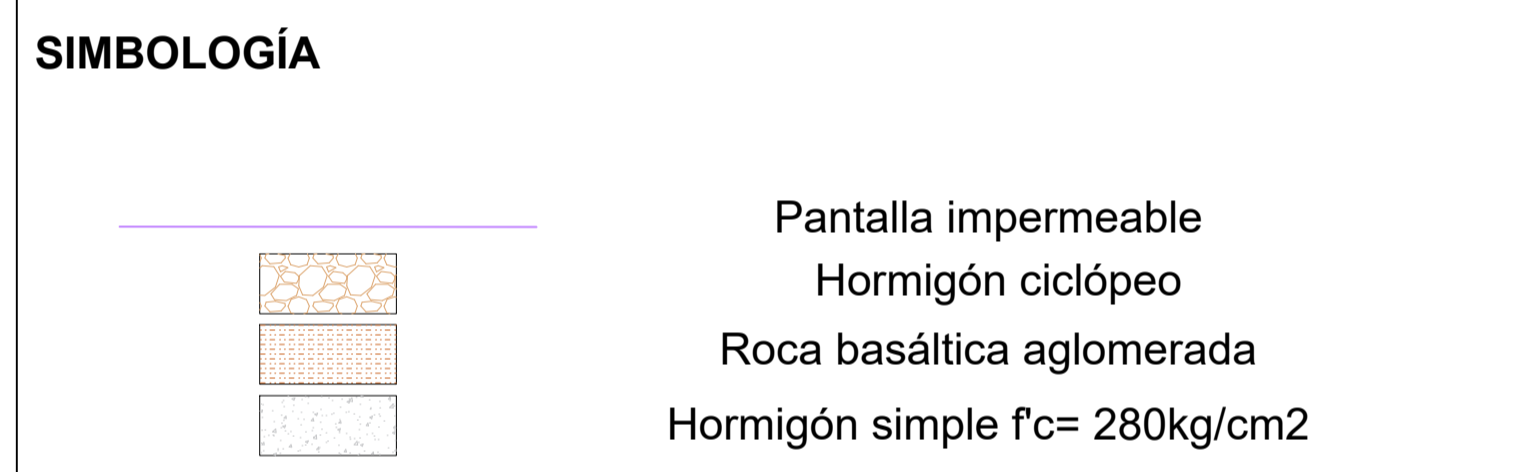 SIMBOLOGÍA
Pantalla impermeable
Hormigón ciclópeo
Roca basáltica aglomerada
Hormigón simple f'c= 280kg/cm2